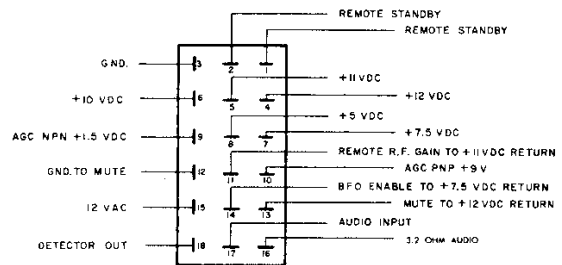 REMOTE STANDBY
REMOTE STANDBY
GND. 3 2 1
+11 VDC
+10 VDC 6 5 4 +12 VDC
+5 VDC
AGC NPN +1.5 VDC 9 8 7 +7.5 VDC
REMOTE R.F. GAIN TO +11 VDC RETURN
GND. TO MUTE 12 11 10 AGC PNP +9 V
BFO ENABLE TO +7.5 VDC RETURN
12 VAC 15 14 13 MUTE TO +12 VDC RETURN
AUDIO INPUT
DETECTOR OUT 18 17 16 3.2 OHM AUDIO